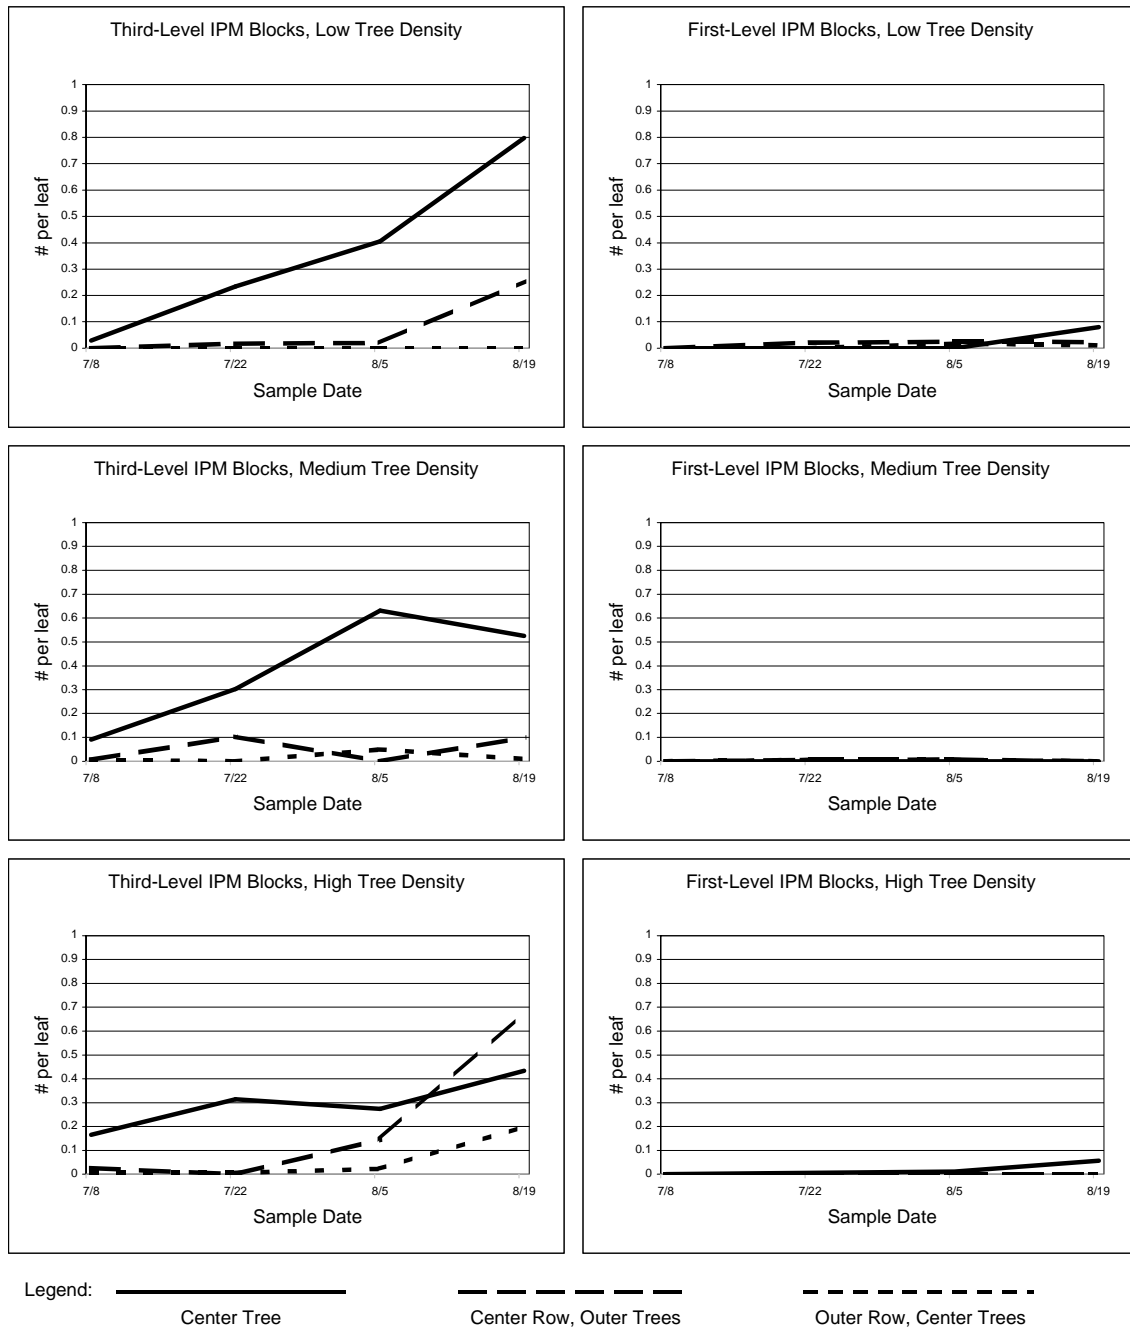 Third-Level IPM Blocks, Low Tree Density
1
0.9
0.8
0.7
0.6
0.5
0.4
0.3
0.2
0.1
0
# per leaf
7/8 7/22 8/5 8/19
Sample Date
First-Level IPM Blocks, Low Tree Density
1
0.9
0.8
0.7
0.6
0.5
0.4
0.3
0.2
0.1
0
# per leaf
7/8 7/22 8/5 8/19
Sample Date
Third-Level IPM Blocks, Medium Tree Density
1
0.9
0.8
0.7
0.6
0.5
0.4
0.3
0.2
0.1
0
# per leaf
7/8 7/22 8/5 8/19
Sample Date
First-Level IPM Blocks, Medium Tree Density
1
0.9
0.8
0.7
0.6
0.5
0.4
0.3
0.2
0.1
0
# per leaf
7/8 7/22 8/5 8/19
Sample Date
Third-Level IPM Blocks, High Tree Density
1
0.9
0.8
0.7
0.6
0.5
0.4
0.3
0.2
0.1
0
# per leaf
7/8 7/22 8/5 8/19
Sample Date
First-Level IPM Blocks, High Tree Density
1
0.9
0.8
0.7
0.6
0.5
0.4
0.3
0.2
0.1
0
# per leaf
7/8 7/22 8/5 8/19
Sample Date
Legend:
Center Tree
Center Row, Outer Trees
Outer Row, Center Trees